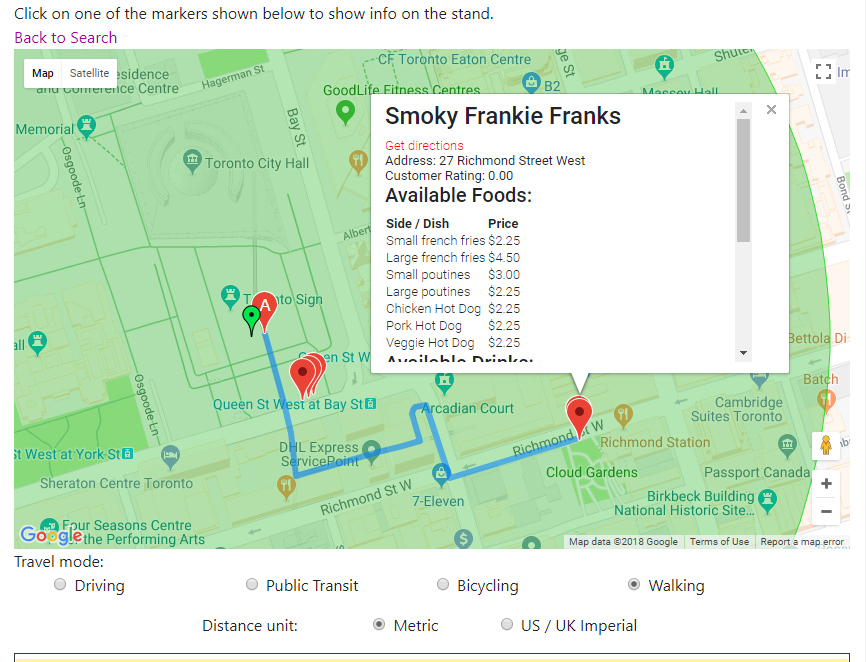 Click on one of the markers shown below to show info on the stand.
Back to Search
Map Satellite
esidence
and Conference Centre
Hagerman St
CF Toronto Eaton Centre
ge St
Shuter
GoodLife Fitness Centres
B2
Massey Hall
Im
Memorial
Osgoode Ln
Bay St
Toronto City Hall
Albert
Bond S
Smoky Frankie Franks
Get directions
Address: 27 Richmond Street West
Customer Rating: 0.00
Available Foods:
Side / Dish Price
Small french fries $2.25
Large french fries $4.50
Small poutines $3.00
Large poutines $2.25
Chicken Hot Dog $2.25
Pork Hot Dog $2.25
Veggie Hot Dog $2.25
Available Drinks:
A
T nto Sign
all
en St W
Bettola Di
Batch
Osgoode Ln
Queen St West at Bay St
Arcadian Court
Cambridge
Suites Toronto
St West at York St
DHL Express
ServicePoint
Richmond St W
Richmond Station
Sheraton Centre Toronto
Cloud Gardens
Passport Canada
7-Eleven
Richmond St W
Birkbeck Building
National Historic Site...
Four Seasons Centre
the Performing Arts
Google
Map data ©2018 Google Terms of Use Report a map error
Travel mode:
Driving Public Transit Bicycling Walking
Distance unit: Metric US / UK Imperial